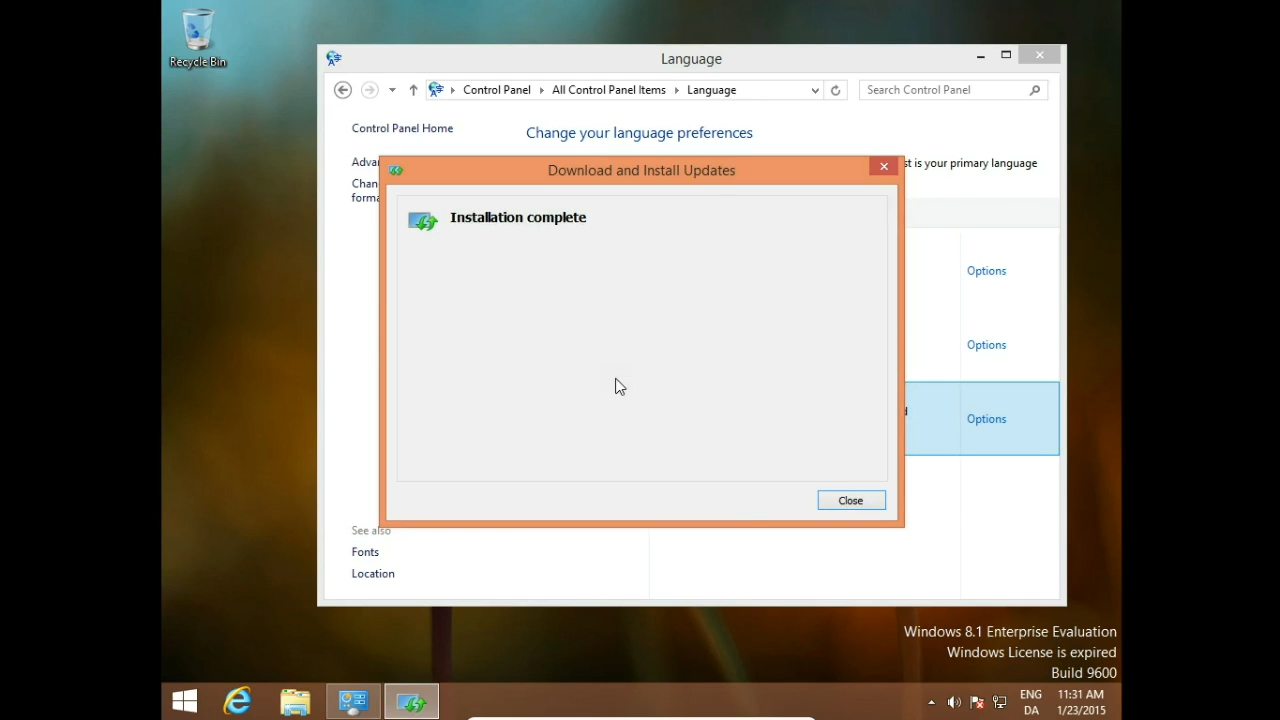 Recycle Bin
Language
Control Panel
All Control Panel Items
Language
Search Control Panel
Control Panel Home
Change your language preferences
st is your primary language
Download and Install Updates
Installation complete
Options
Options
Options
Close
See also
Fonts
Location
Windows 8.1 Enterprise Evaluation
Windows License is expired
Build 9600
ENG
DA
11:31 AM
1/23/2015